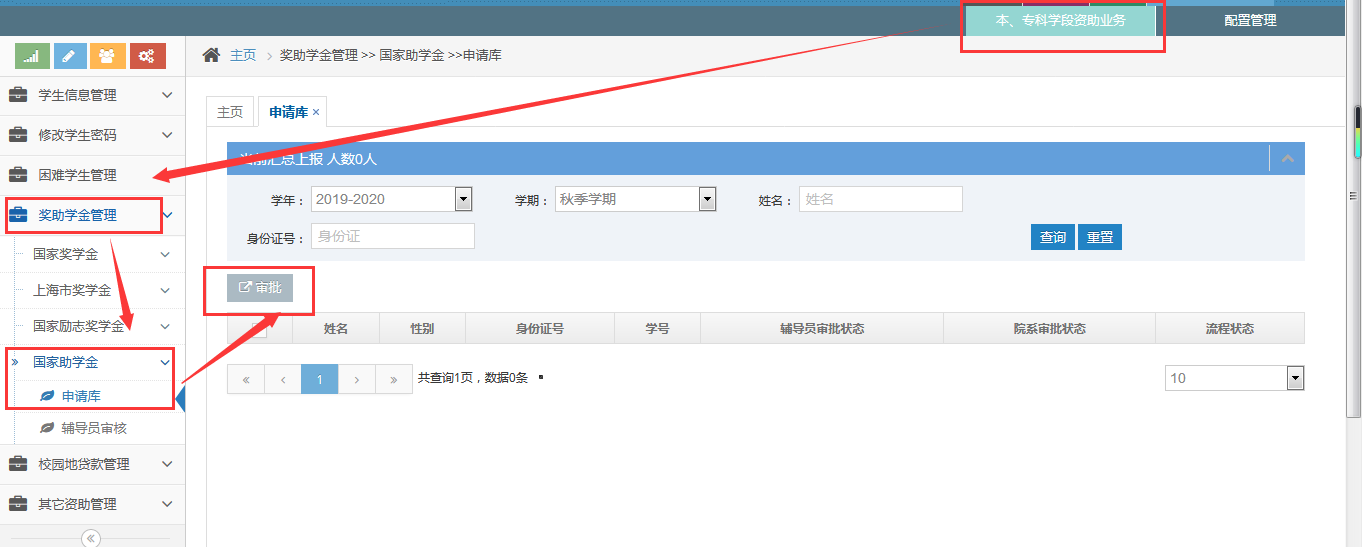 本、专科学段资助业务
配置管理
主页 奖助学金管理 >> 国家助学金 >>申请库
学生信息管理
修改学生密码
困难学生管理
奖助学金管理
国家奖学金
上海市奖学金
国家励志奖学金
国家助学金
申请库
辅导员审核
校园地贷款管理
其它资助管理
主页
申请库 ×
当前汇总上报 人数0人
学年： 2019-2020 学期： 秋季学期 姓名： 姓名
身份证号： 身份证 查询 重置
审批
姓名 性别 身份证号 学号 辅导员审批状态 院系审批状态 流程状态
« ‹ 1 › » 共查询1页，数据0条 10